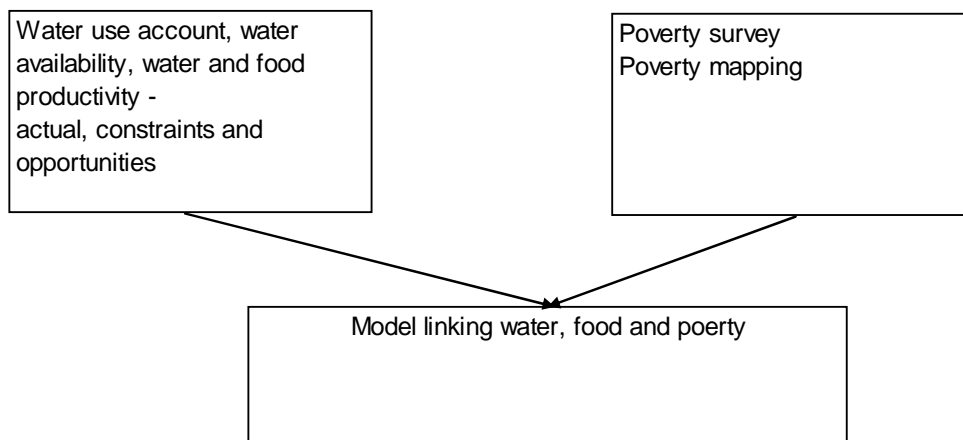 Water use account, water
availability, water and food
productivity -
actual, constraints and
opportunities
Poverty survey
Poverty mapping
Model linking water, food and poerty